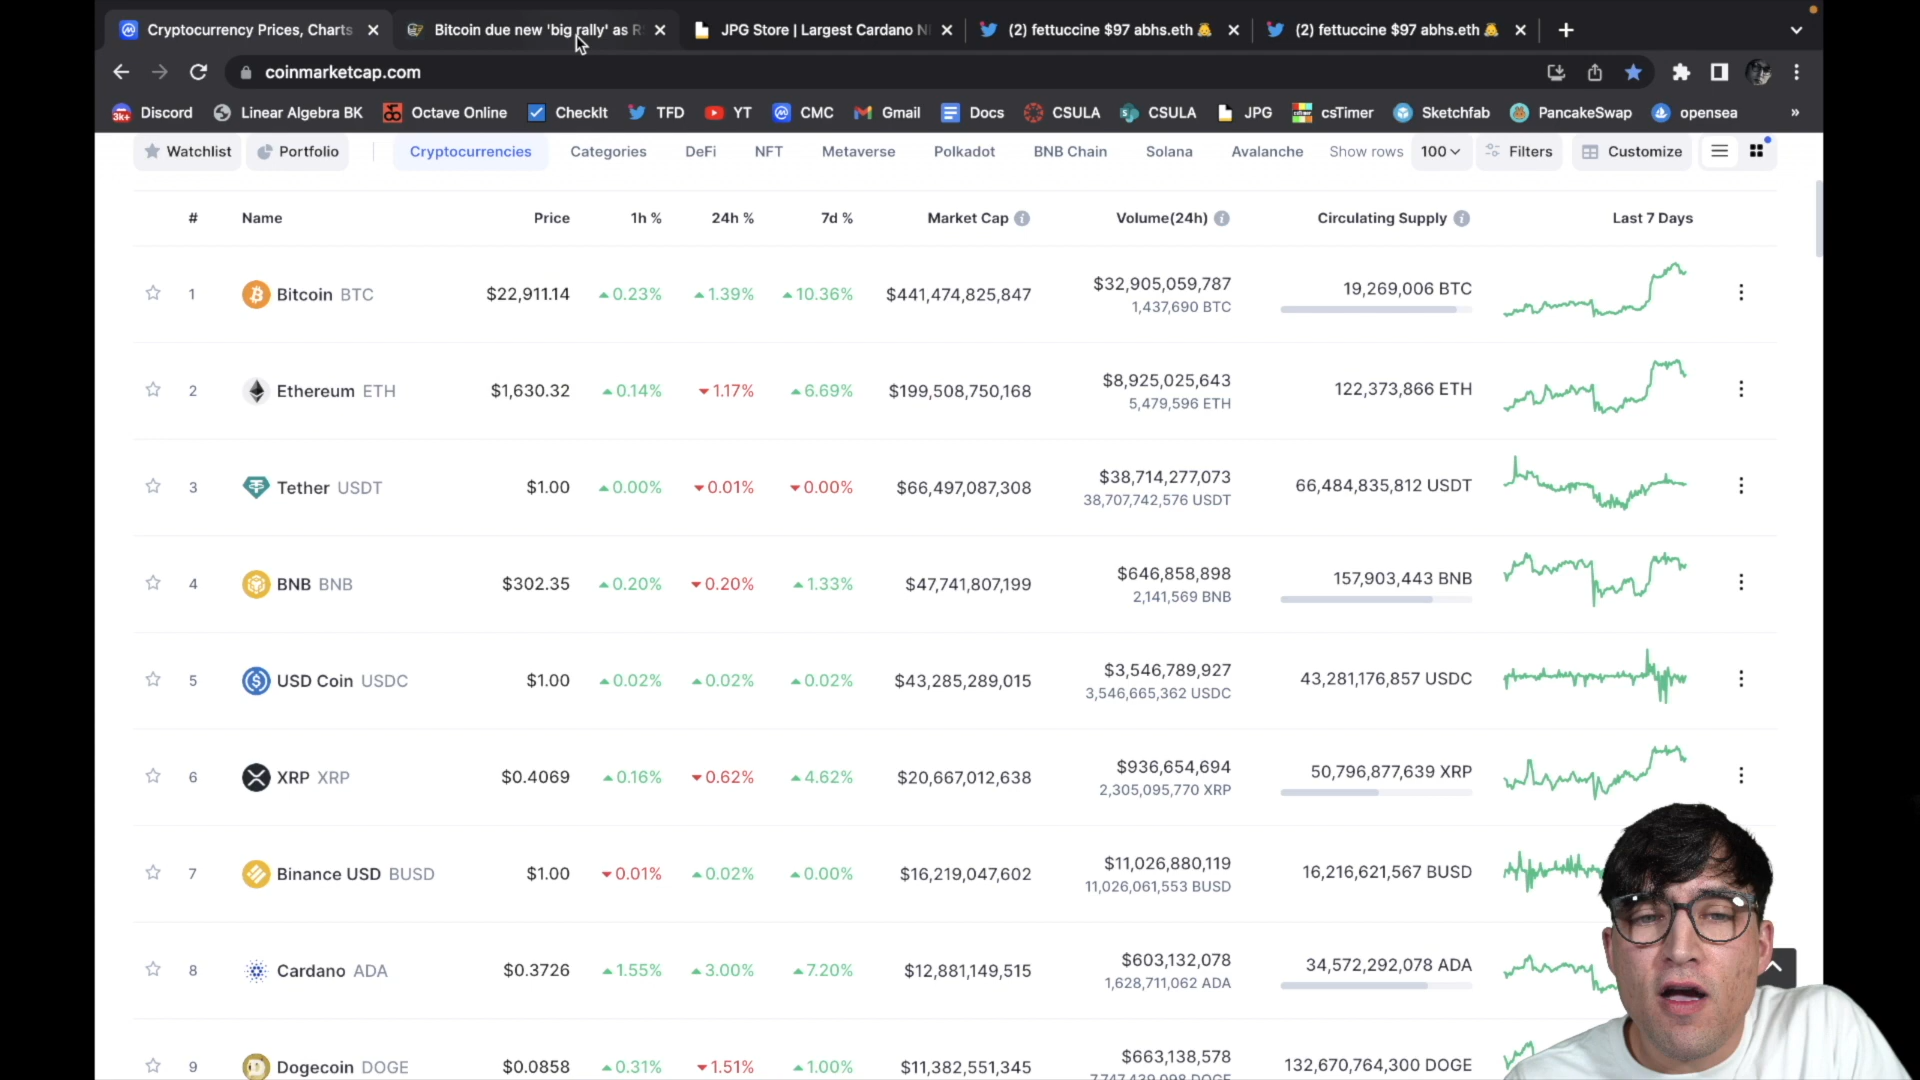 Cryptocurrency Prices, Charts
Bitcoin due new 'big rally' as R
JPG Store | Largest Cardano N
(2) fettuccine $97 abhs.eth
(2) fettuccine $97 abhs.eth
coinmarketcap.com
3k+ Discord Linear Algebra BK Octave Online CheckIt TFD YT CMC Gmail Docs CSULA CSULA JPG csTimer Sketchfab PancakeSwap opensea »
Watchlist Portfolio Cryptocurrencies Categories DeFi NFT Metaverse Polkadot BNB Chain Solana Avalanche Show rows 100 Filters Customize
# Name Price 1h % 24h % 7d % Market Cap Volume(24h) Circulating Supply Last 7 Days
1 Bitcoin BTC $22,911.14 0.23% 1.39% 10.36% $441,474,825,847 $32,905,059,787 19,269,006 BTC
1,437,690 BTC
2 Ethereum ETH $1,630.32 0.14% 1.17% 6.69% $199,508,750,168 $8,925,025,643 122,373,866 ETH
5,479,596 ETH
3 Tether USDT $1.00 0.00% 0.01% 0.00% $66,497,087,308 $38,714,277,073 66,484,835,812 USDT
38,707,742,576 USDT
4 BNB BNB $302.35 0.20% 0.20% 1.33% $47,741,807,199 $646,858,898 157,903,443 BNB
2,141,569 BNB
5 USD Coin USDC $1.00 0.02% 0.02% 0.02% $43,285,289,015 $3,546,789,927 43,281,176,857 USDC
3,546,665,362 USDC
6 XRP XRP $0.4069 0.16% 0.62% 4.62% $20,667,012,638 $936,654,694 50,796,877,639 XRP
2,305,095,770 XRP
7 Binance USD BUSD $1.00 0.01% 0.02% 0.00% $16,219,047,602 $11,026,880,119 16,216,621,567 BUSD
11,026,061,553 BUSD
8 Cardano ADA $0.3726 1.55% 3.00% 7.20% $12,881,149,515 $603,132,078 34,572,292,078 ADA
1,628,711,062 ADA
9 Dogecoin DOGE $0.0858 0.31% 1.51% 1.00% $11,382,551,345 $663,138,578 132,670,764,300 DOGE